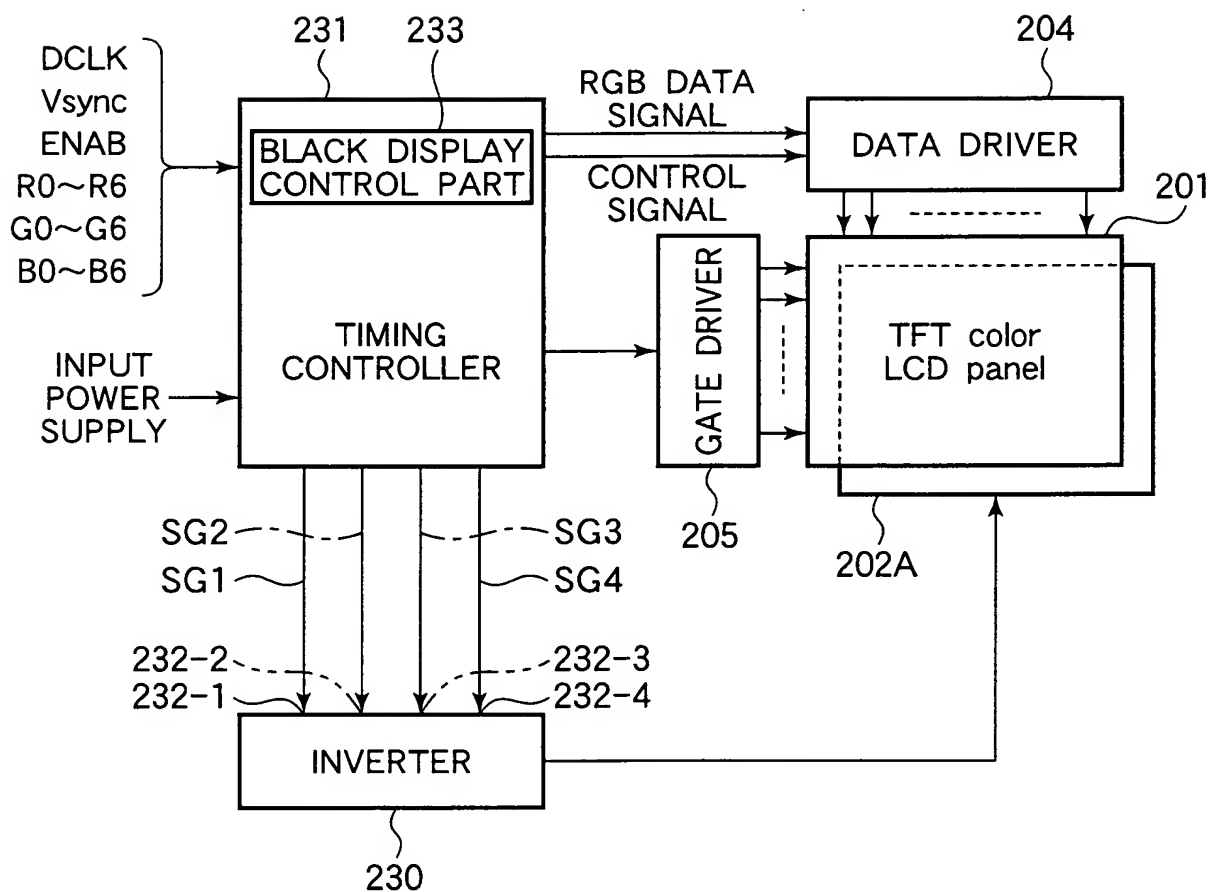 231
233
204
DCLK
Vsync
ENAB
R0~R6
G0~G6
B0~B6
RGB DATA
SIGNAL
BLACK DISPLAY
CONTROL PART
CONTROL
SIGNAL
DATA DRIVER
201
TIMING
CONTROLLER
GATE DRIVER
TFT color
LCD panel
INPUT
POWER
SUPPLY
205
202A
SG2
SG3
SG1
SG4
232-2
232-3
232-1
232-4
INVERTER
230